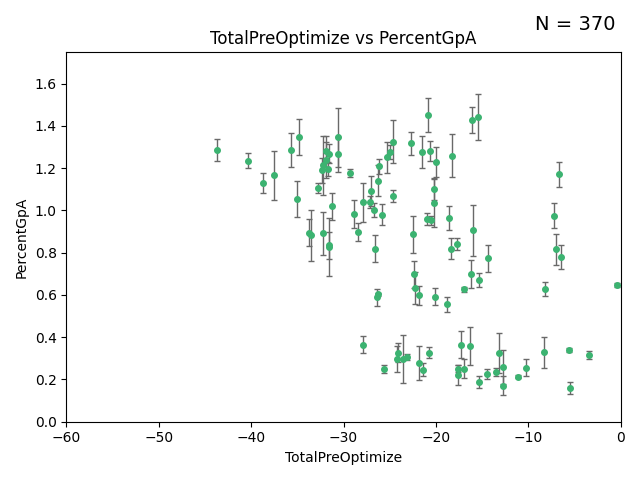 N = 370
TotalPreOptimize vs PercentGpA
PercentGpA
1.6
1.4
1.2
1.0
0.8
0.6
0.4
0.2
0.0
−60 −50 −40 −30 −20 −10 0
TotalPreOptimize